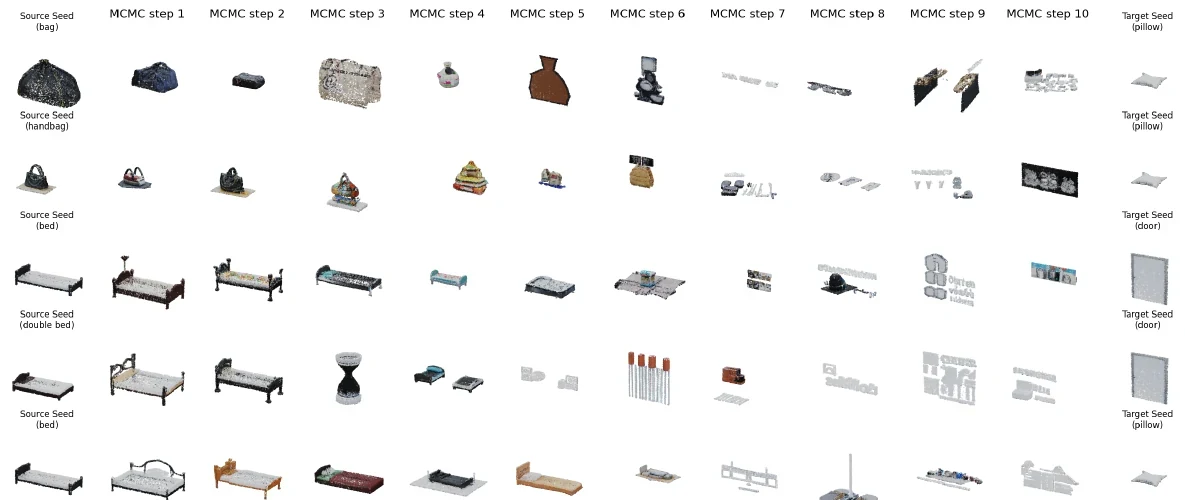 Source Seed
(bag)
MCMC step 1
MCMC step 2
MCMC step 3
MCMC step 4
MCMC step 5
MCMC step 6
MCMC step 7
MCMC step 8
MCMC step 9
MCMC step 10
Target Seed
(pillow)
Source Seed
(handbag)
Target Seed
(pillow)
Source Seed
(bed)
Target Seed
(door)
Source Seed
(double bed)
Target Seed
(door)
Source Seed
(bed)
Target Seed
(pillow)